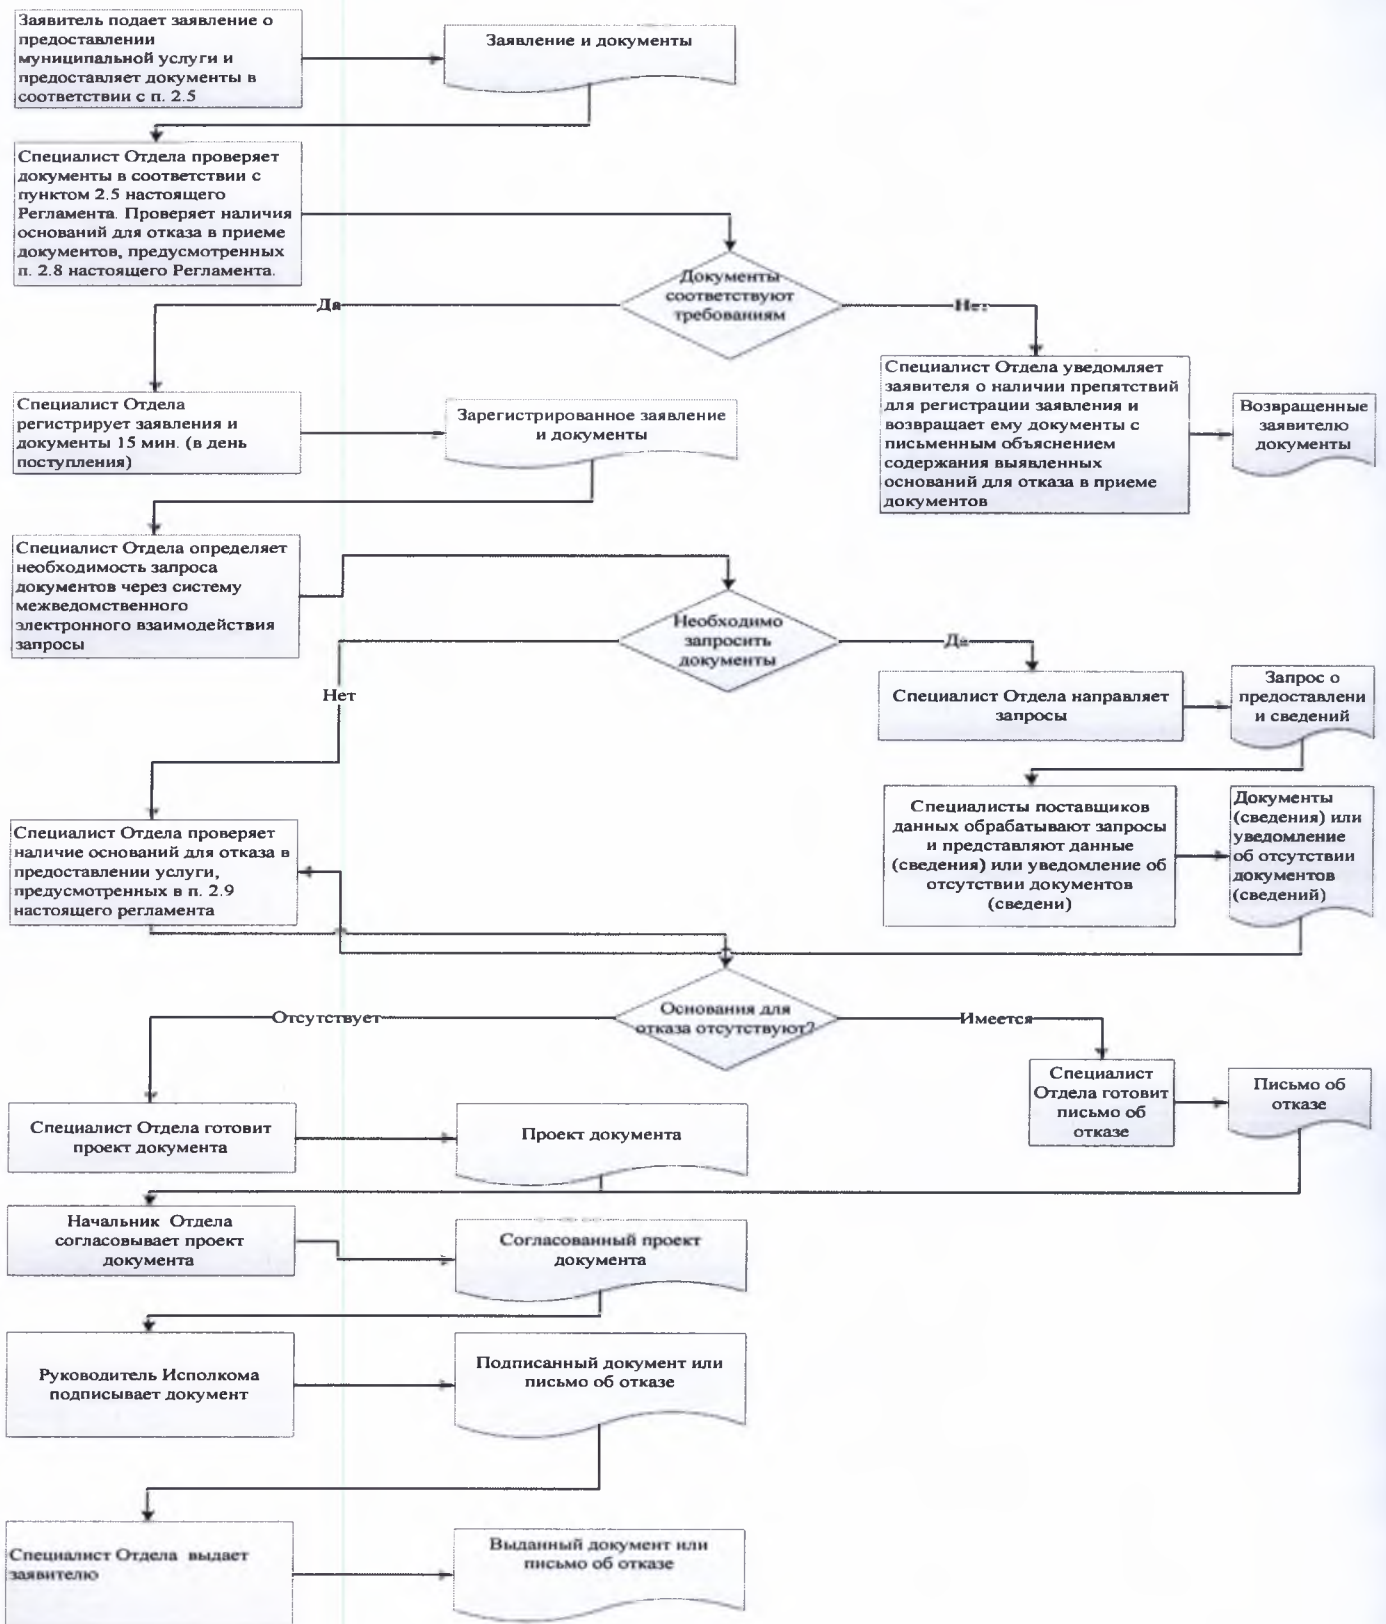 Заявитель подает заявление о
предоставлении
муниципальной услуги и
предоставляет документы в
соответствии с п. 2.5
Заявление и документы
Специалист Отдела проверяет
документы в соответствии с
пунктом 2.5 настоящего
Регламента. Проверяет наличия
оснований для отказа в приеме
документов, предусмотренных
п. 2.8 настоящего Регламента.
Документы
соответствуют
требованиям
Да
Нет
Специалист Отдела
регистрирует заявления и
документы 15 мин. (в день
поступления)
Зарегистрированное заявление
и документы
Специалист Отдела уведомляет
заявителя о наличии препятствий
для регистрации заявления и
возвращает ему документы с
письменным объяснением
содержания выявленных
оснований для отказа в приеме
документов
Возвращенные
заявителю
документы
Специалист Отдела определяет
необходимость запроса
документов через систему
межведомственного
электронного взаимодействия
запросы
Необходимо
запросить
документы
Да
Нет
Специалист Отдела направляет
запросы
Запрос о
предоставлени
и сведений
Специалисты поставщиков
данных обрабатывают запросы
и представляют данные
(сведения) или уведомление об
отсутствии документов
(сведени)
Документы
(сведения) или
уведомление
об отсутствии
документов
(сведений)
Специалист Отдела проверяет
наличие оснований для отказа в
предоставлении услуги,
предусмотренных в п. 2.9
настоящего регламента
Основания для
отказа отсутствуют?
Отсутствует
Имеется
Специалист
Отдела готовит
письмо об
отказе
Письмо об
отказе
Специалист Отдела готовит
проект документа
Проект документа
Начальник Отдела
согласовывает проект
документа
Согласованный проект
документа
Руководитель Исполкома
подписывает документ
Подписанный документ или
письмо об отказе
Специалист Отдела выдает
заявителю
Выданный документ или
письмо об отказе